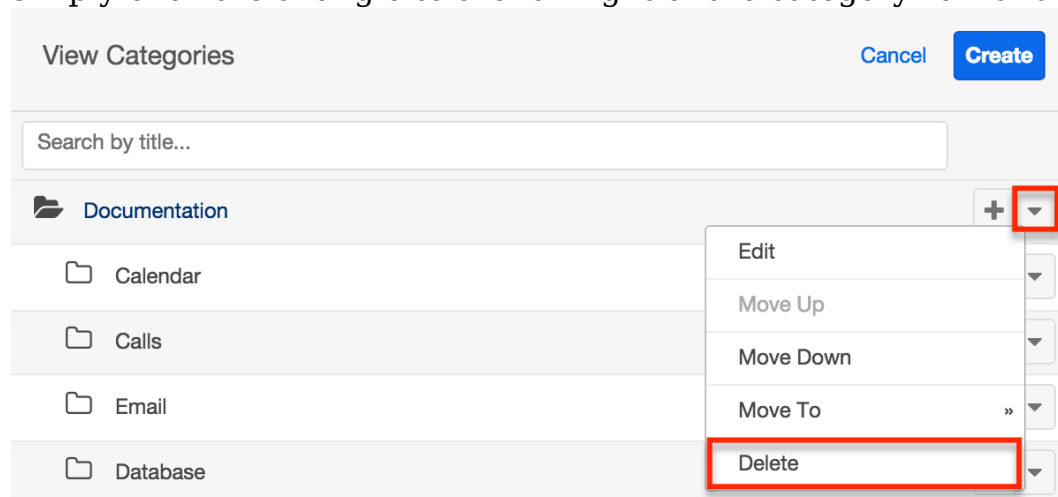 View Categories
Cancel
Create
Search by title...
Documentation
Edit
Calendar
Move Up
Calls
Move Down
Email
Move To »
Database
Delete